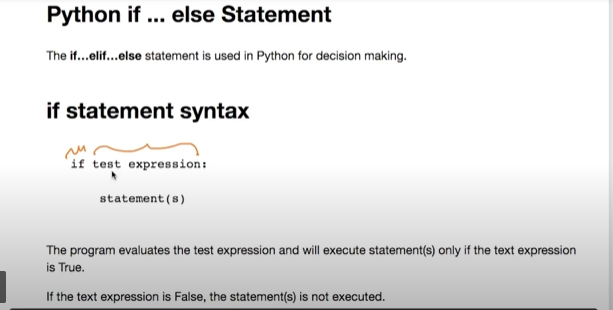 Python if ... else Statement
The if...elif...else statement is used in Python for decision making.
if statement syntax
if test expression:
statement(s)
The program evaluates the test expression and will execute statement(s) only if the text expression
is True.
If the text expression is False, the statement(s) is not executed.